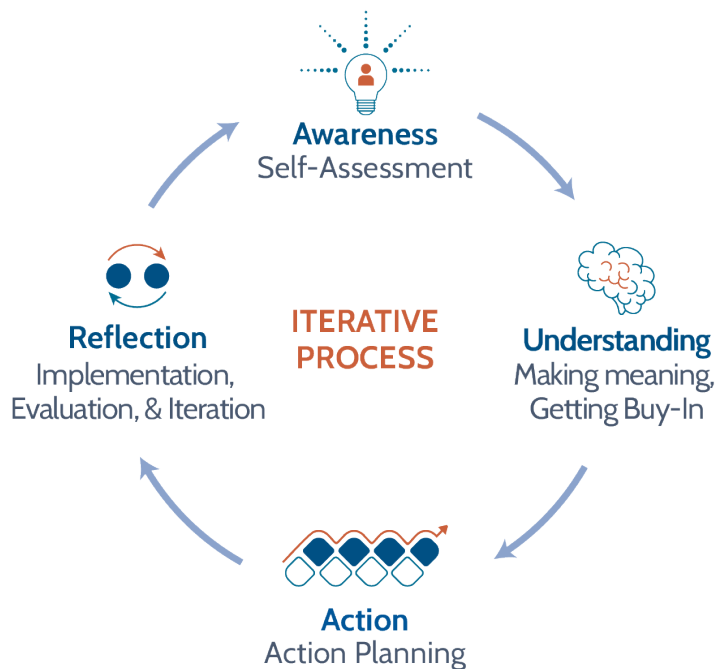 Awareness
Self-Assessment
Understanding
Making meaning,
Getting Buy-In
Action
Action Planning
Reflection
Implementation,
Evaluation, & Iteration
ITERATIVE
PROCESS